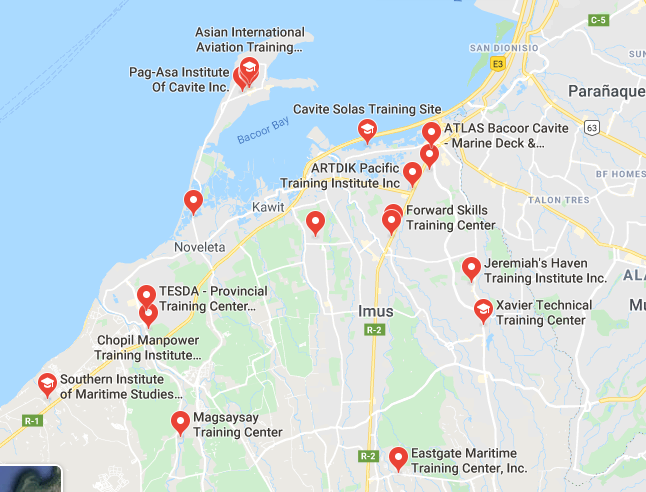 Asian International
Aviation Training...
C-5
SAN DIONISIO
E3
Pag-Asa Institute
Of Cavite Inc.
Parañaque
Cavite Solas Training Site
Bacoor Bay
ATLAS Bacoor Cavite
- Marine Deck &...
63
ARTDIK Pacific
Training Institute Inc
BF HOMES
TALON TRES
Kawit
Forward Skills
Training Center
Noveleta
Jeremiah's Haven
Training Institute Inc.
ALA
TESDA - Provincial
Training Center...
Xavier Technical
Training Center
Imus
R-2
Chopil Manpower
Training Institute...
Southern Institute
of Maritime Studies...
R-1
Magsaysay
Training Center
R-2
Eastgate Maritime
Training Center, Inc.